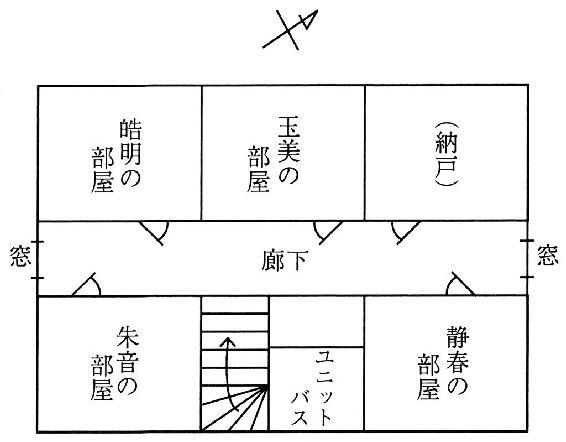 皓明の
部屋
玉美の
部屋
(納戸)
窓
廊下
窓
朱音の
部屋
ユニット
バス
静春の
部屋